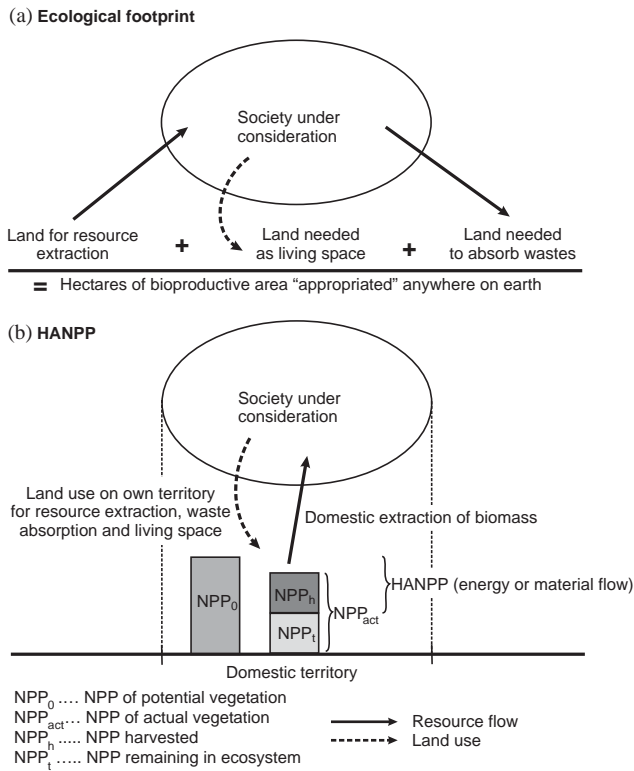 (a) Ecological footprint
Society under
consideration
Land for resource
extraction
+
Land needed
as living space
+
Land needed
to absorb wastes
= Hectares of bioproductive area “appropriated” anywhere on earth
(b) HANPP
Society under
consideration
Land use on own territory
for resource extraction, waste
absorption and living space
Domestic extraction of biomass
HANPP (energy or material flow)
NPP0
NPPh
NPPact
NPPt
Domestic territory
NPP0 .... NPP of potential vegetation
NPPact... NPP of actual vegetation
NPPh ..... NPP harvested
NPPt ..... NPP remaining in ecosystem
Resource flow
Land use